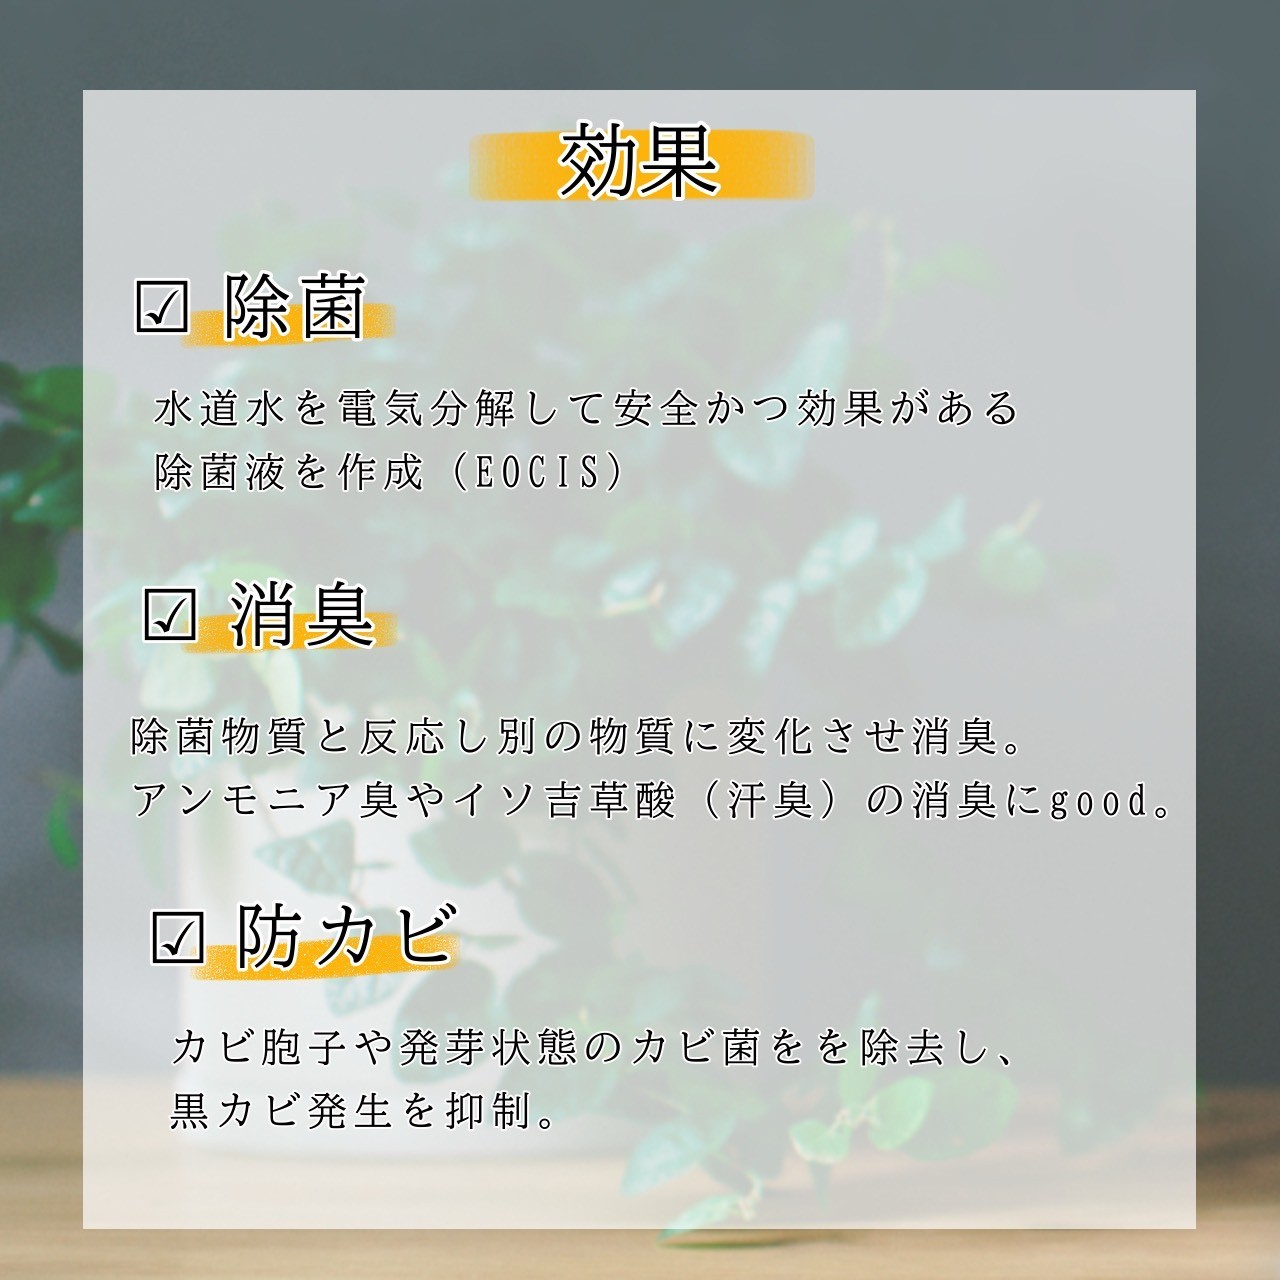 効果
☑ 除菌
水道水を電気分解して安全かつ効果がある
除菌液を作成（EOCIS）
☑ 消臭
除菌物質と反応し別の物質に変化させ消臭。
アンモニア臭やイソ吉草酸（汗臭）の消臭にgood。
☑ 防カビ
カビ胞子や発芽状態のカビ菌をを除去し、
黒カビ発生を抑制。